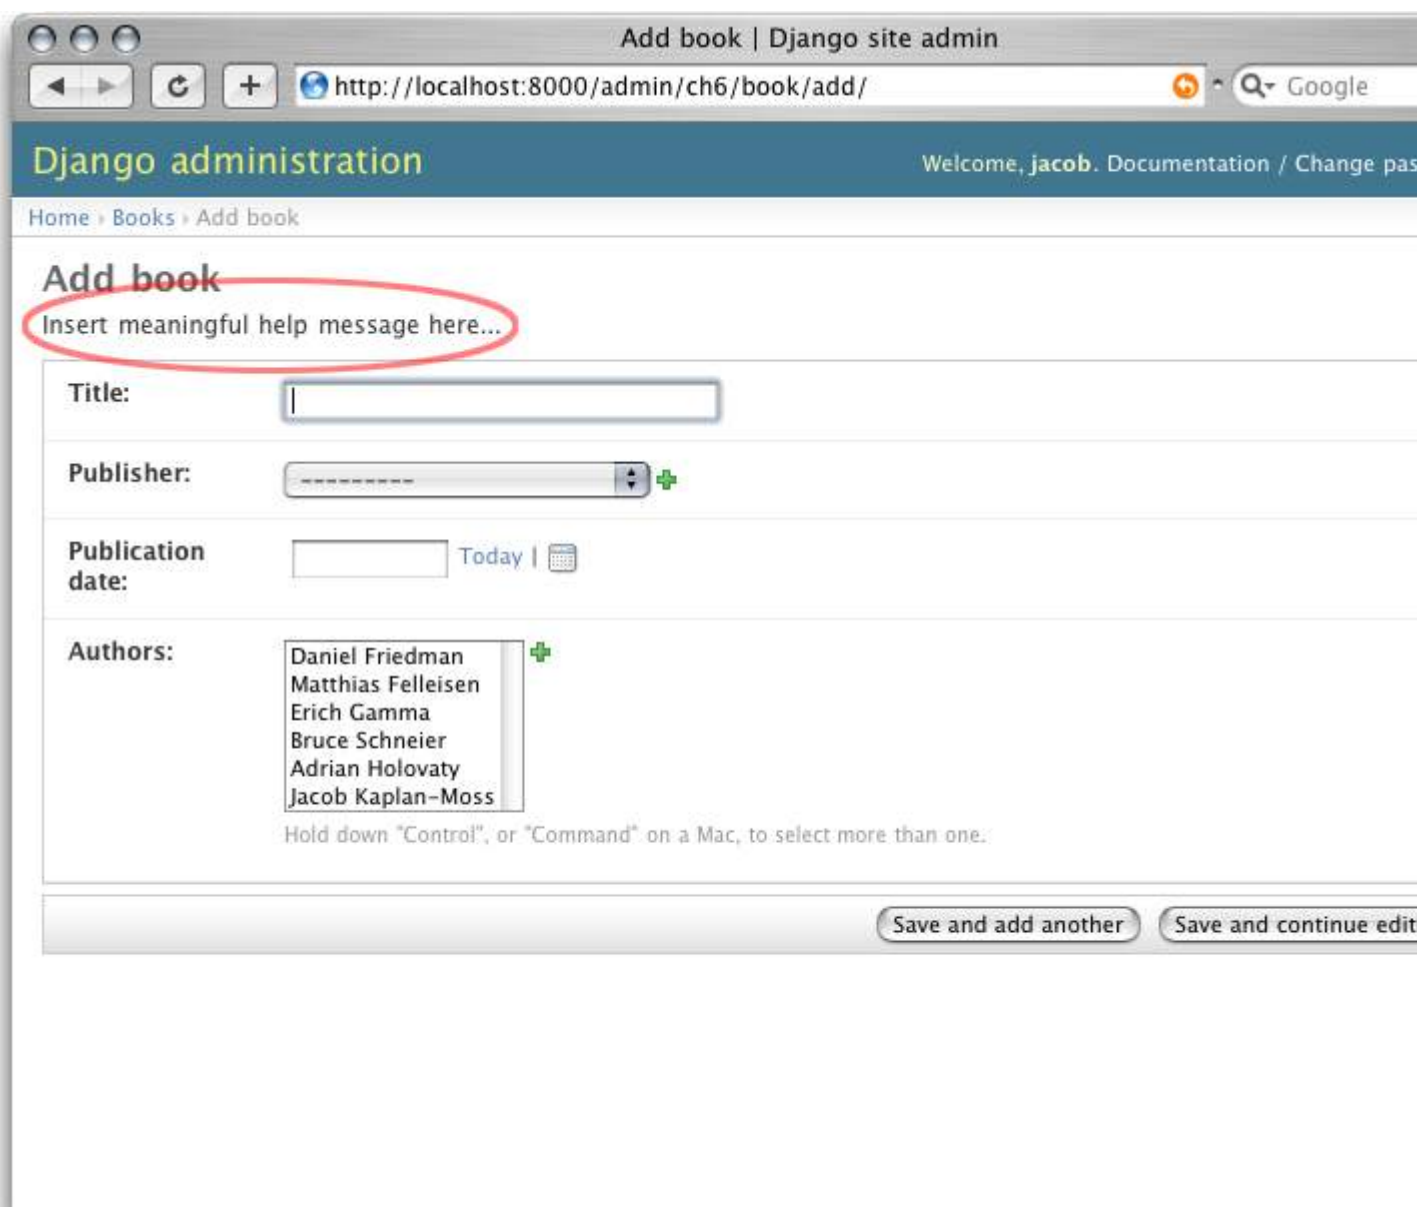 Add book | Django site admin
http://localhost:8000/admin/ch6/book/add/
Google
Django administration
Welcome, jacob. Documentation / Change pas
Home › Books › Add book
Add book
Insert meaningful help message here...
Title:
Publisher:
---------
Publication
date:
Today |
Authors:
Daniel Friedman
Matthias Felleisen
Erich Gamma
Bruce Schneier
Adrian Holovaty
Jacob Kaplan-Moss
Hold down "Control", or "Command" on a Mac, to select more than one.
Save and add another
Save and continue edit